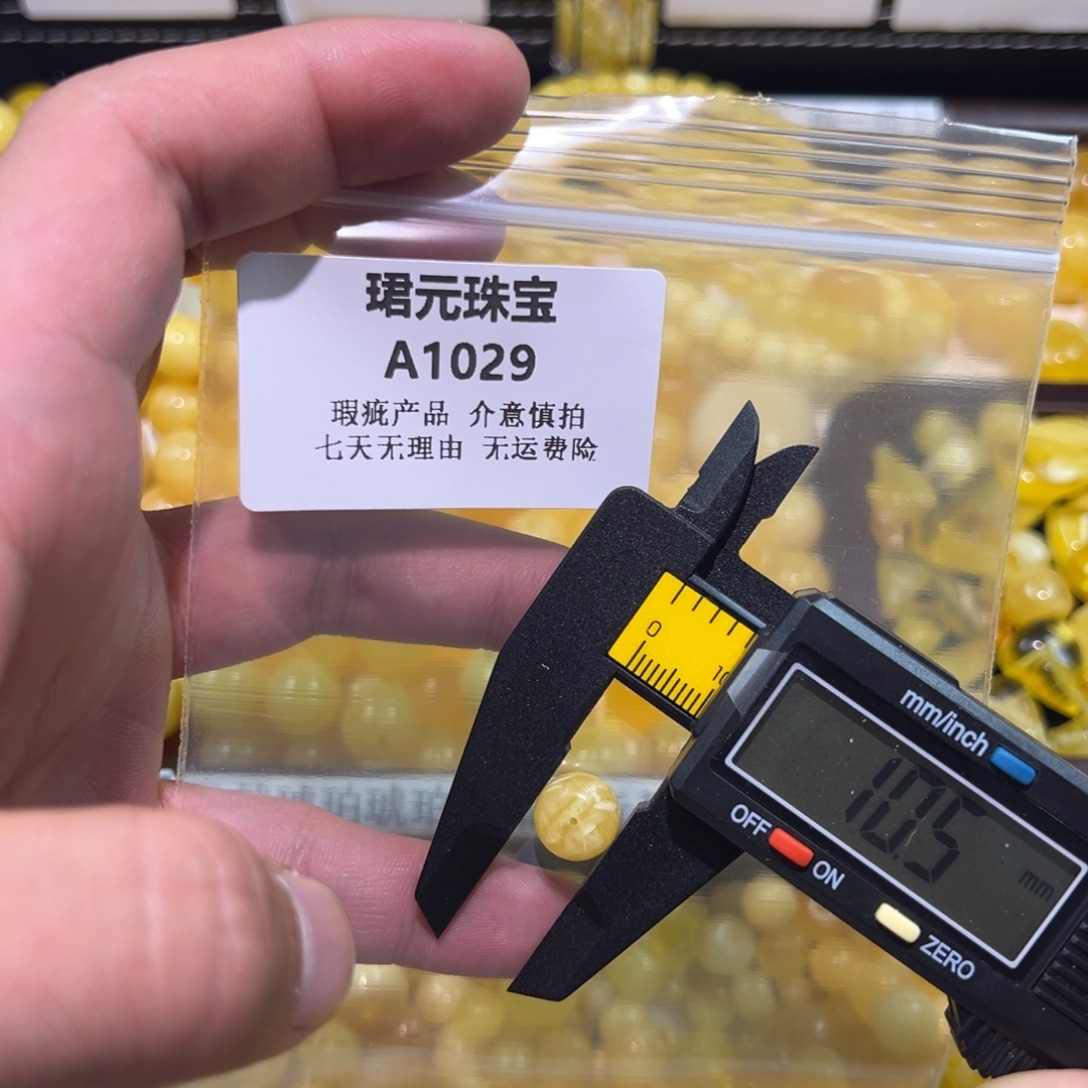 珺元珠宝
A1029
瑕疵产品 介意慎拍
七天无理由 无运费险
0
10
mm/inch
10.5
mm
OFF
ON
ZERO